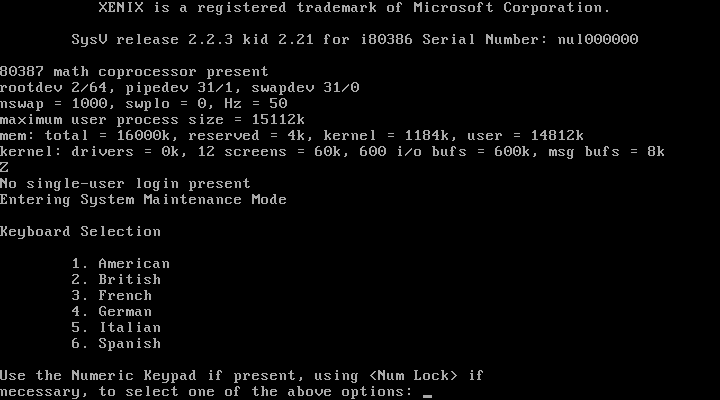 XENIX is a registered trademark of Microsoft Corporation.
SysV release 2.2.3 kid 2.21 for i80386 Serial Number: nul000000
80387 math coprocessor present
rootdev 2/64, pipedev 31/1, swapdev 31/0
nswap = 1000, swplo = 0, Hz = 50
maximum user process size = 15112k
mem: total = 16000k, reserved = 4k, kernel = 1184k, user = 14812k
kernel: drivers = 0k, 12 screens = 60k, 600 i/o bufs = 600k, msg bufs = 8k
Z
No single-user login present
Entering System Maintenance Mode
Keyboard Selection
1. American
2. British
3. French
4. German
5. Italian
6. Spanish
Use the Numeric Keypad if present, using <Num Lock> if
necessary, to select one of the above options: _